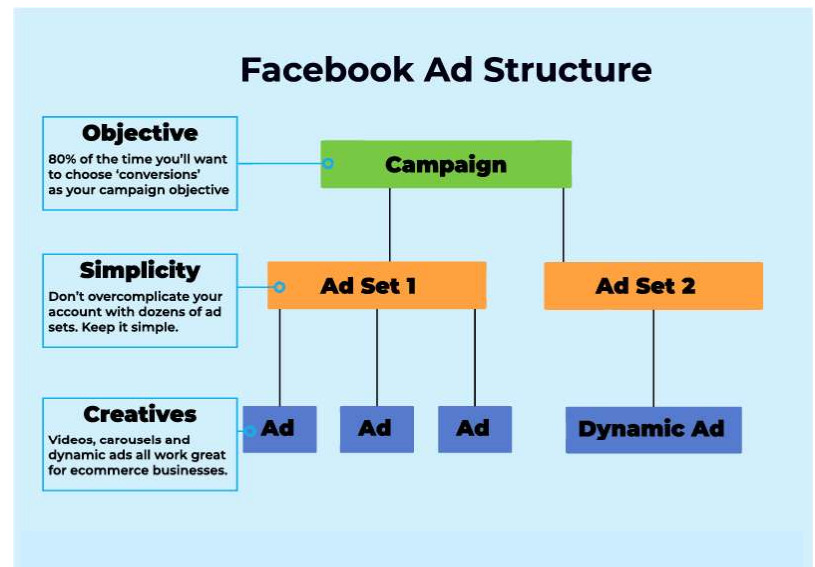 Facebook Ad Structure
Objective
80% of the time you'll want
to choose 'conversions'
as your campaign objective
Campaign
Simplicity
Don't overcomplicate your
account with dozens of ad
sets. Keep it simple.
Ad Set 1
Ad Set 2
Creatives
Videos, carousels and
dynamic ads all work great
for ecommerce businesses.
Ad
Ad
Ad
Dynamic Ad